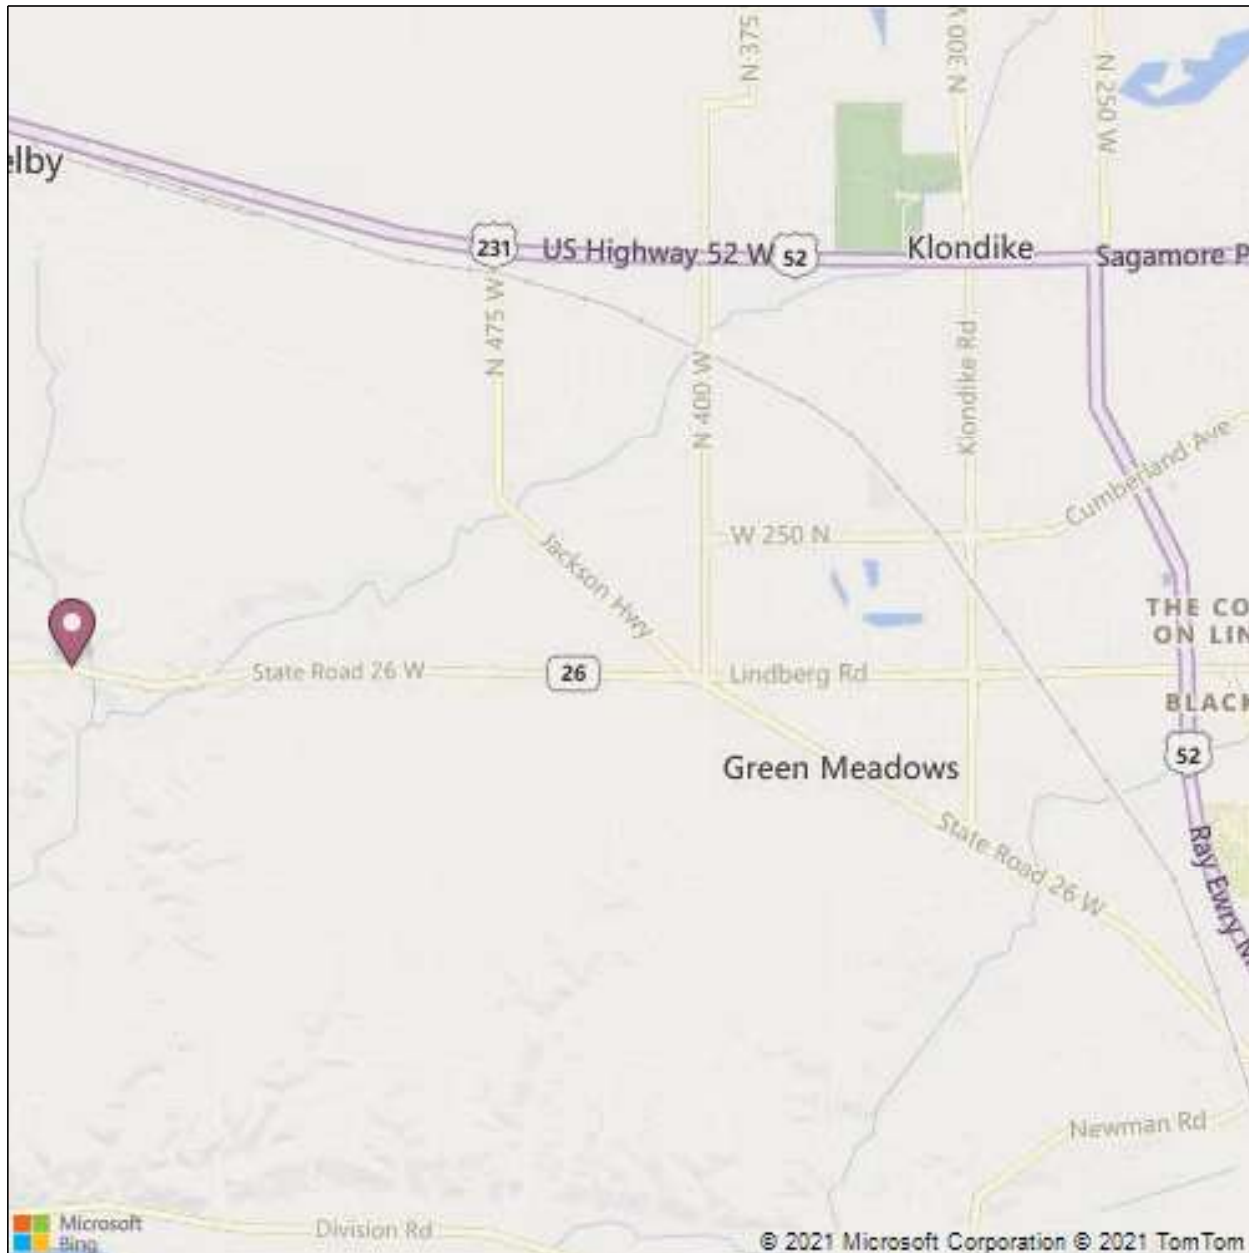 N 375
N 300 W
N 250 W
elby
231
US Highway 52 W
52
Klondike
Sagamore P
N 475 W
N 400 W
Klondike Rd
Cumberland Ave
W 250 N
Jackson Hwy
THE CO
ON LIN
State Road 26 W
26
Lindberg Rd
BLACK
52
Green Meadows
State Road 26 W
Ray Ewry M
Newman Rd
Division Rd
Microsoft
Bing
© 2021 Microsoft Corporation © 2021 TomTom